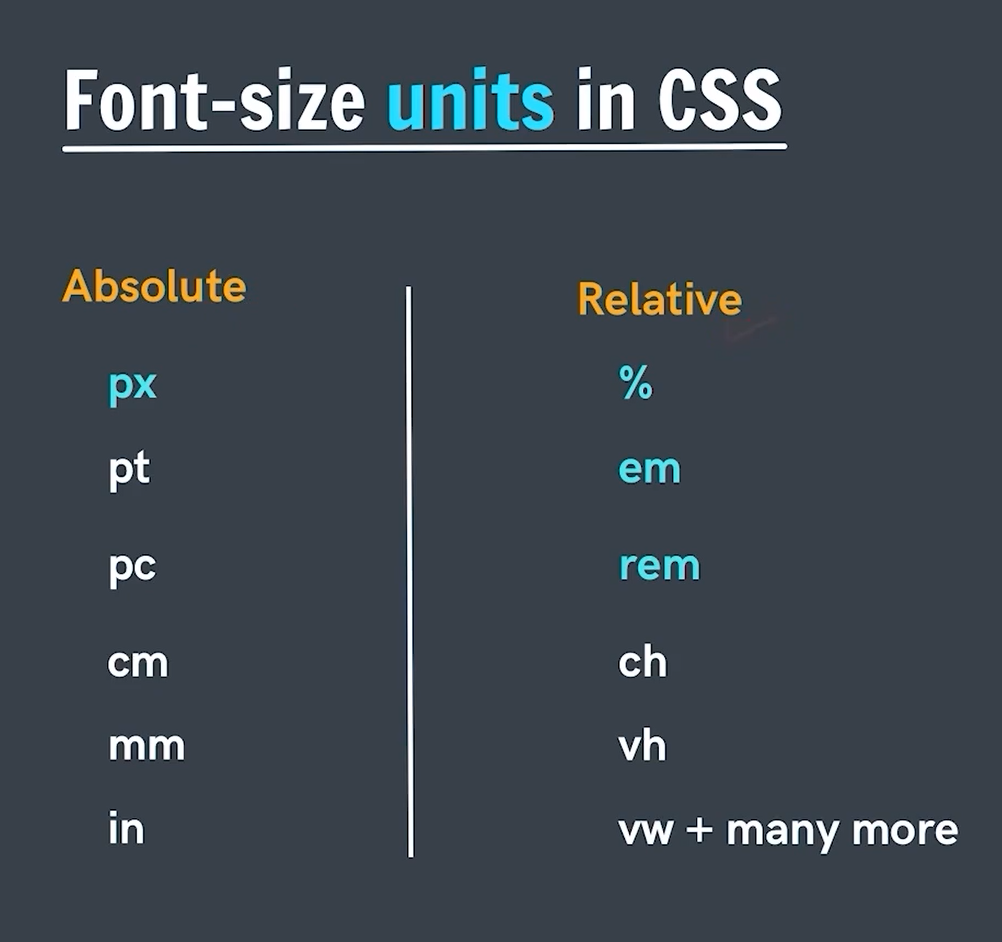 Font-size units in CSS
Absolute
px
pt
pc
cm
mm
in
Relative
%
em
rem
ch
vh
vw + many more